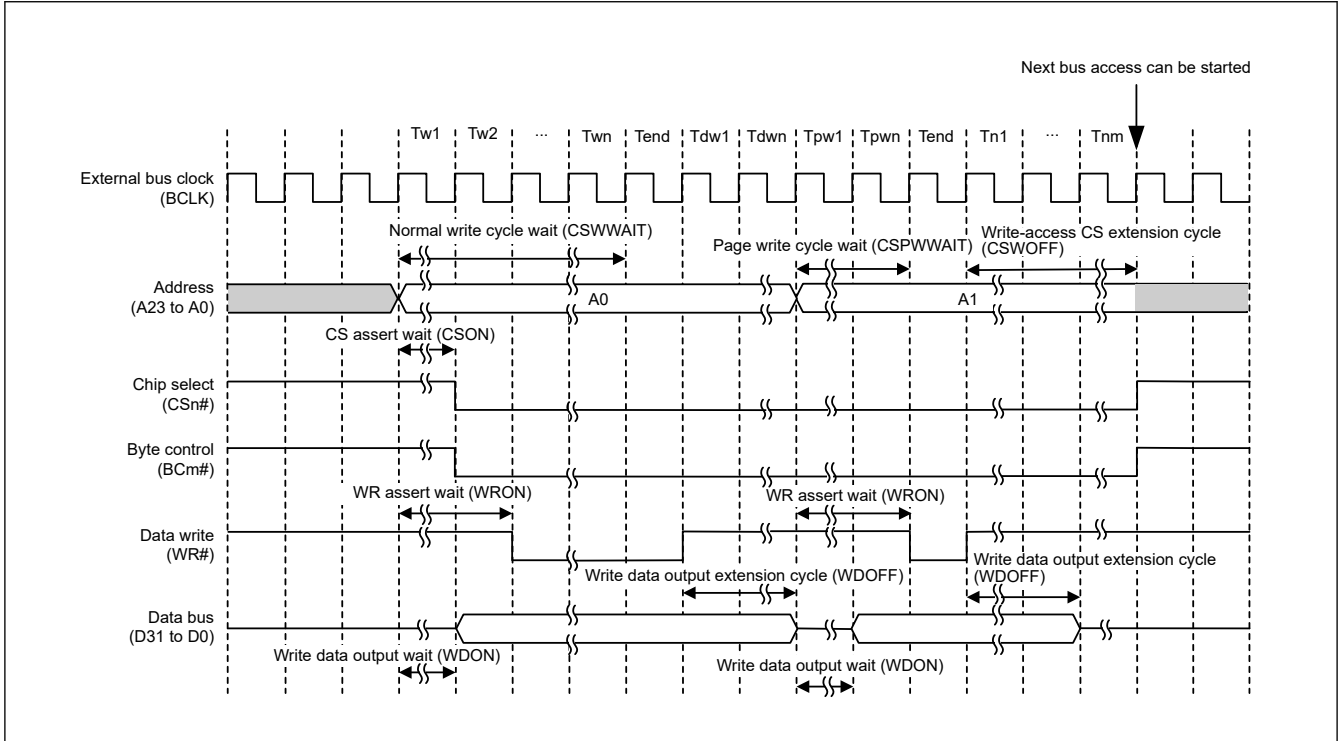 Next bus access can be started
Tw1 Tw2 ... Twn Tend Tdw1 Tdwn Tpw1 Tpwn Tend Tn1 ... Tnm
External bus clock
(BCLK)
Normal write cycle wait (CSWWAIT)
Page write cycle wait (CSPWWAIT)
Write-access CS extension cycle
(CSWOFF)
Address
(A23 to A0)
A0
A1
CS assert wait (CSON)
Chip select
(CSn#)
Byte control
(BCm#)
WR assert wait (WRON)
WR assert wait (WRON)
Data write
(WR#)
Write data output extension cycle (WDOFF)
Write data output extension cycle
(WDOFF)
Data bus
(D31 to D0)
Write data output wait (WDON)
Write data output wait (WDON)